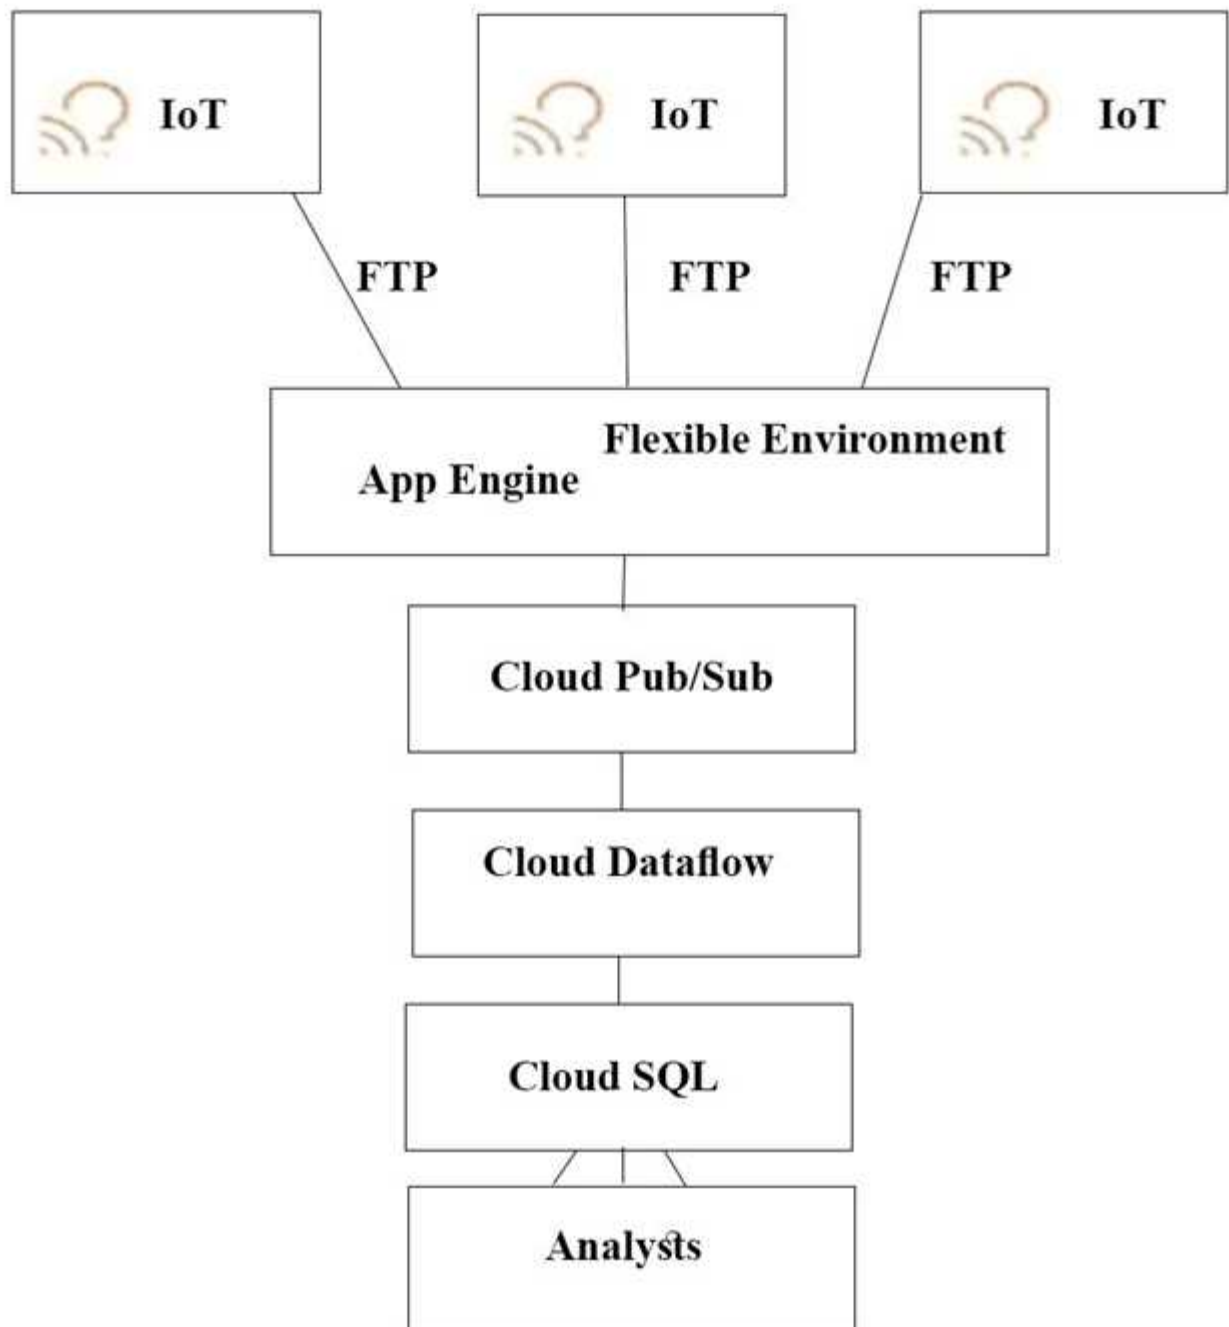 IoT
IoT
IoT
FTP
FTP
FTP
Flexible Environment
App Engine
Cloud Pub/Sub
Cloud Dataflow
Cloud SQL
Analysts